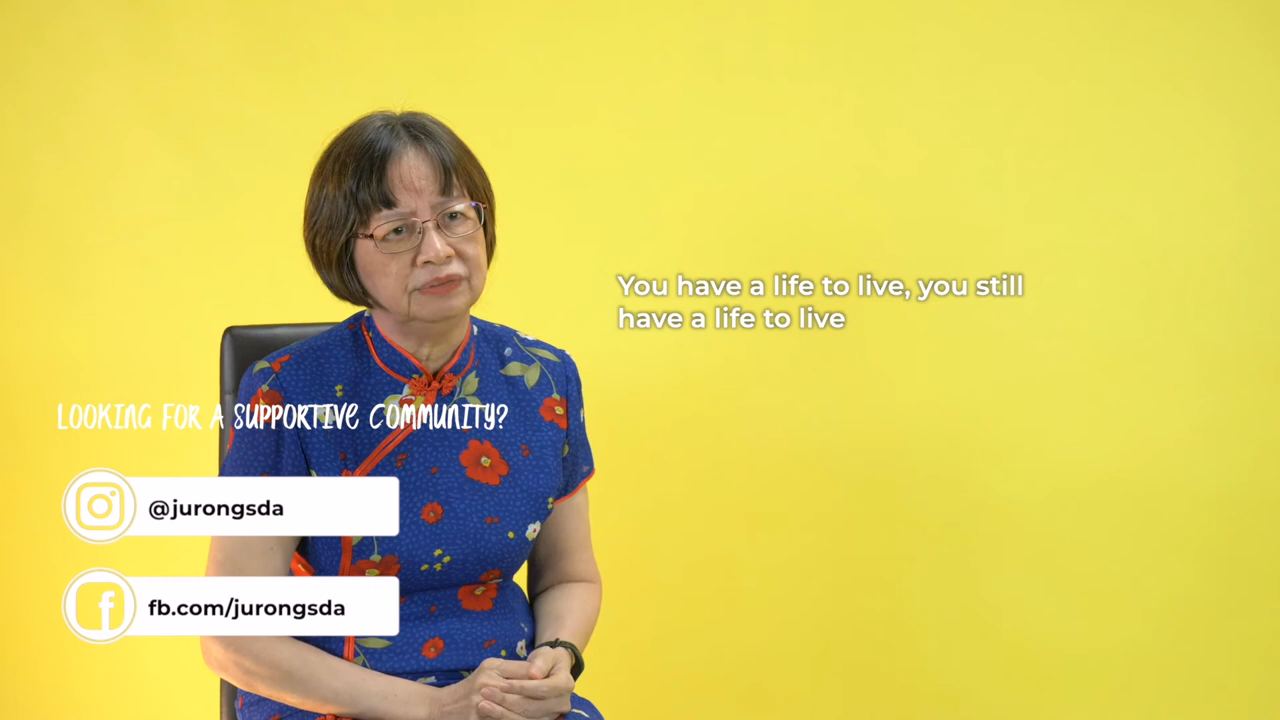 You have a life to live, you still
have a life to live
LOOKING FOR A SUPPORTIVE COMMUNITY?
@jurongsda
fb.com/jurongsda